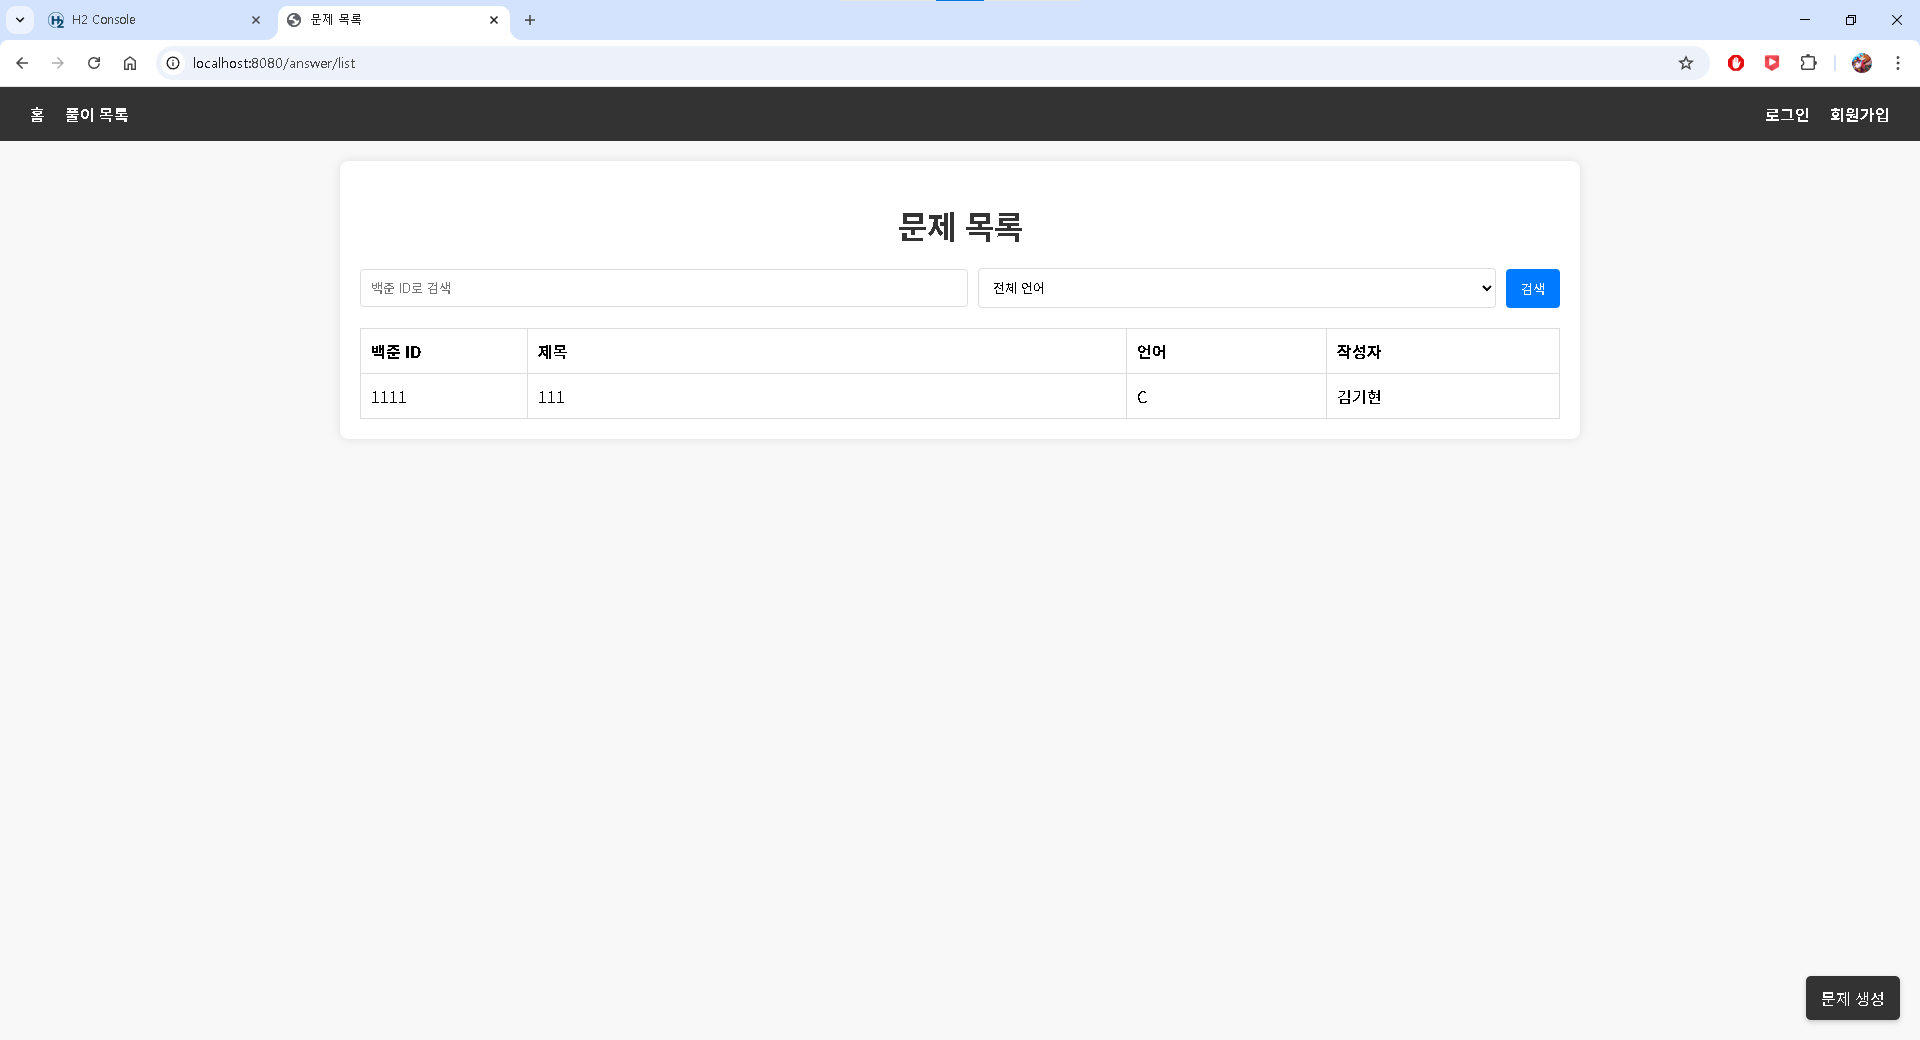 H2 Console
문제 목록
localhost:8080/answer/list
홈 풀이 목록 로그인 회원가입
문제 목록
백준 ID로 검색 전체 언어 검색
백준 ID 제목 언어 작성자
1111 111 C 김기현
문제 생성